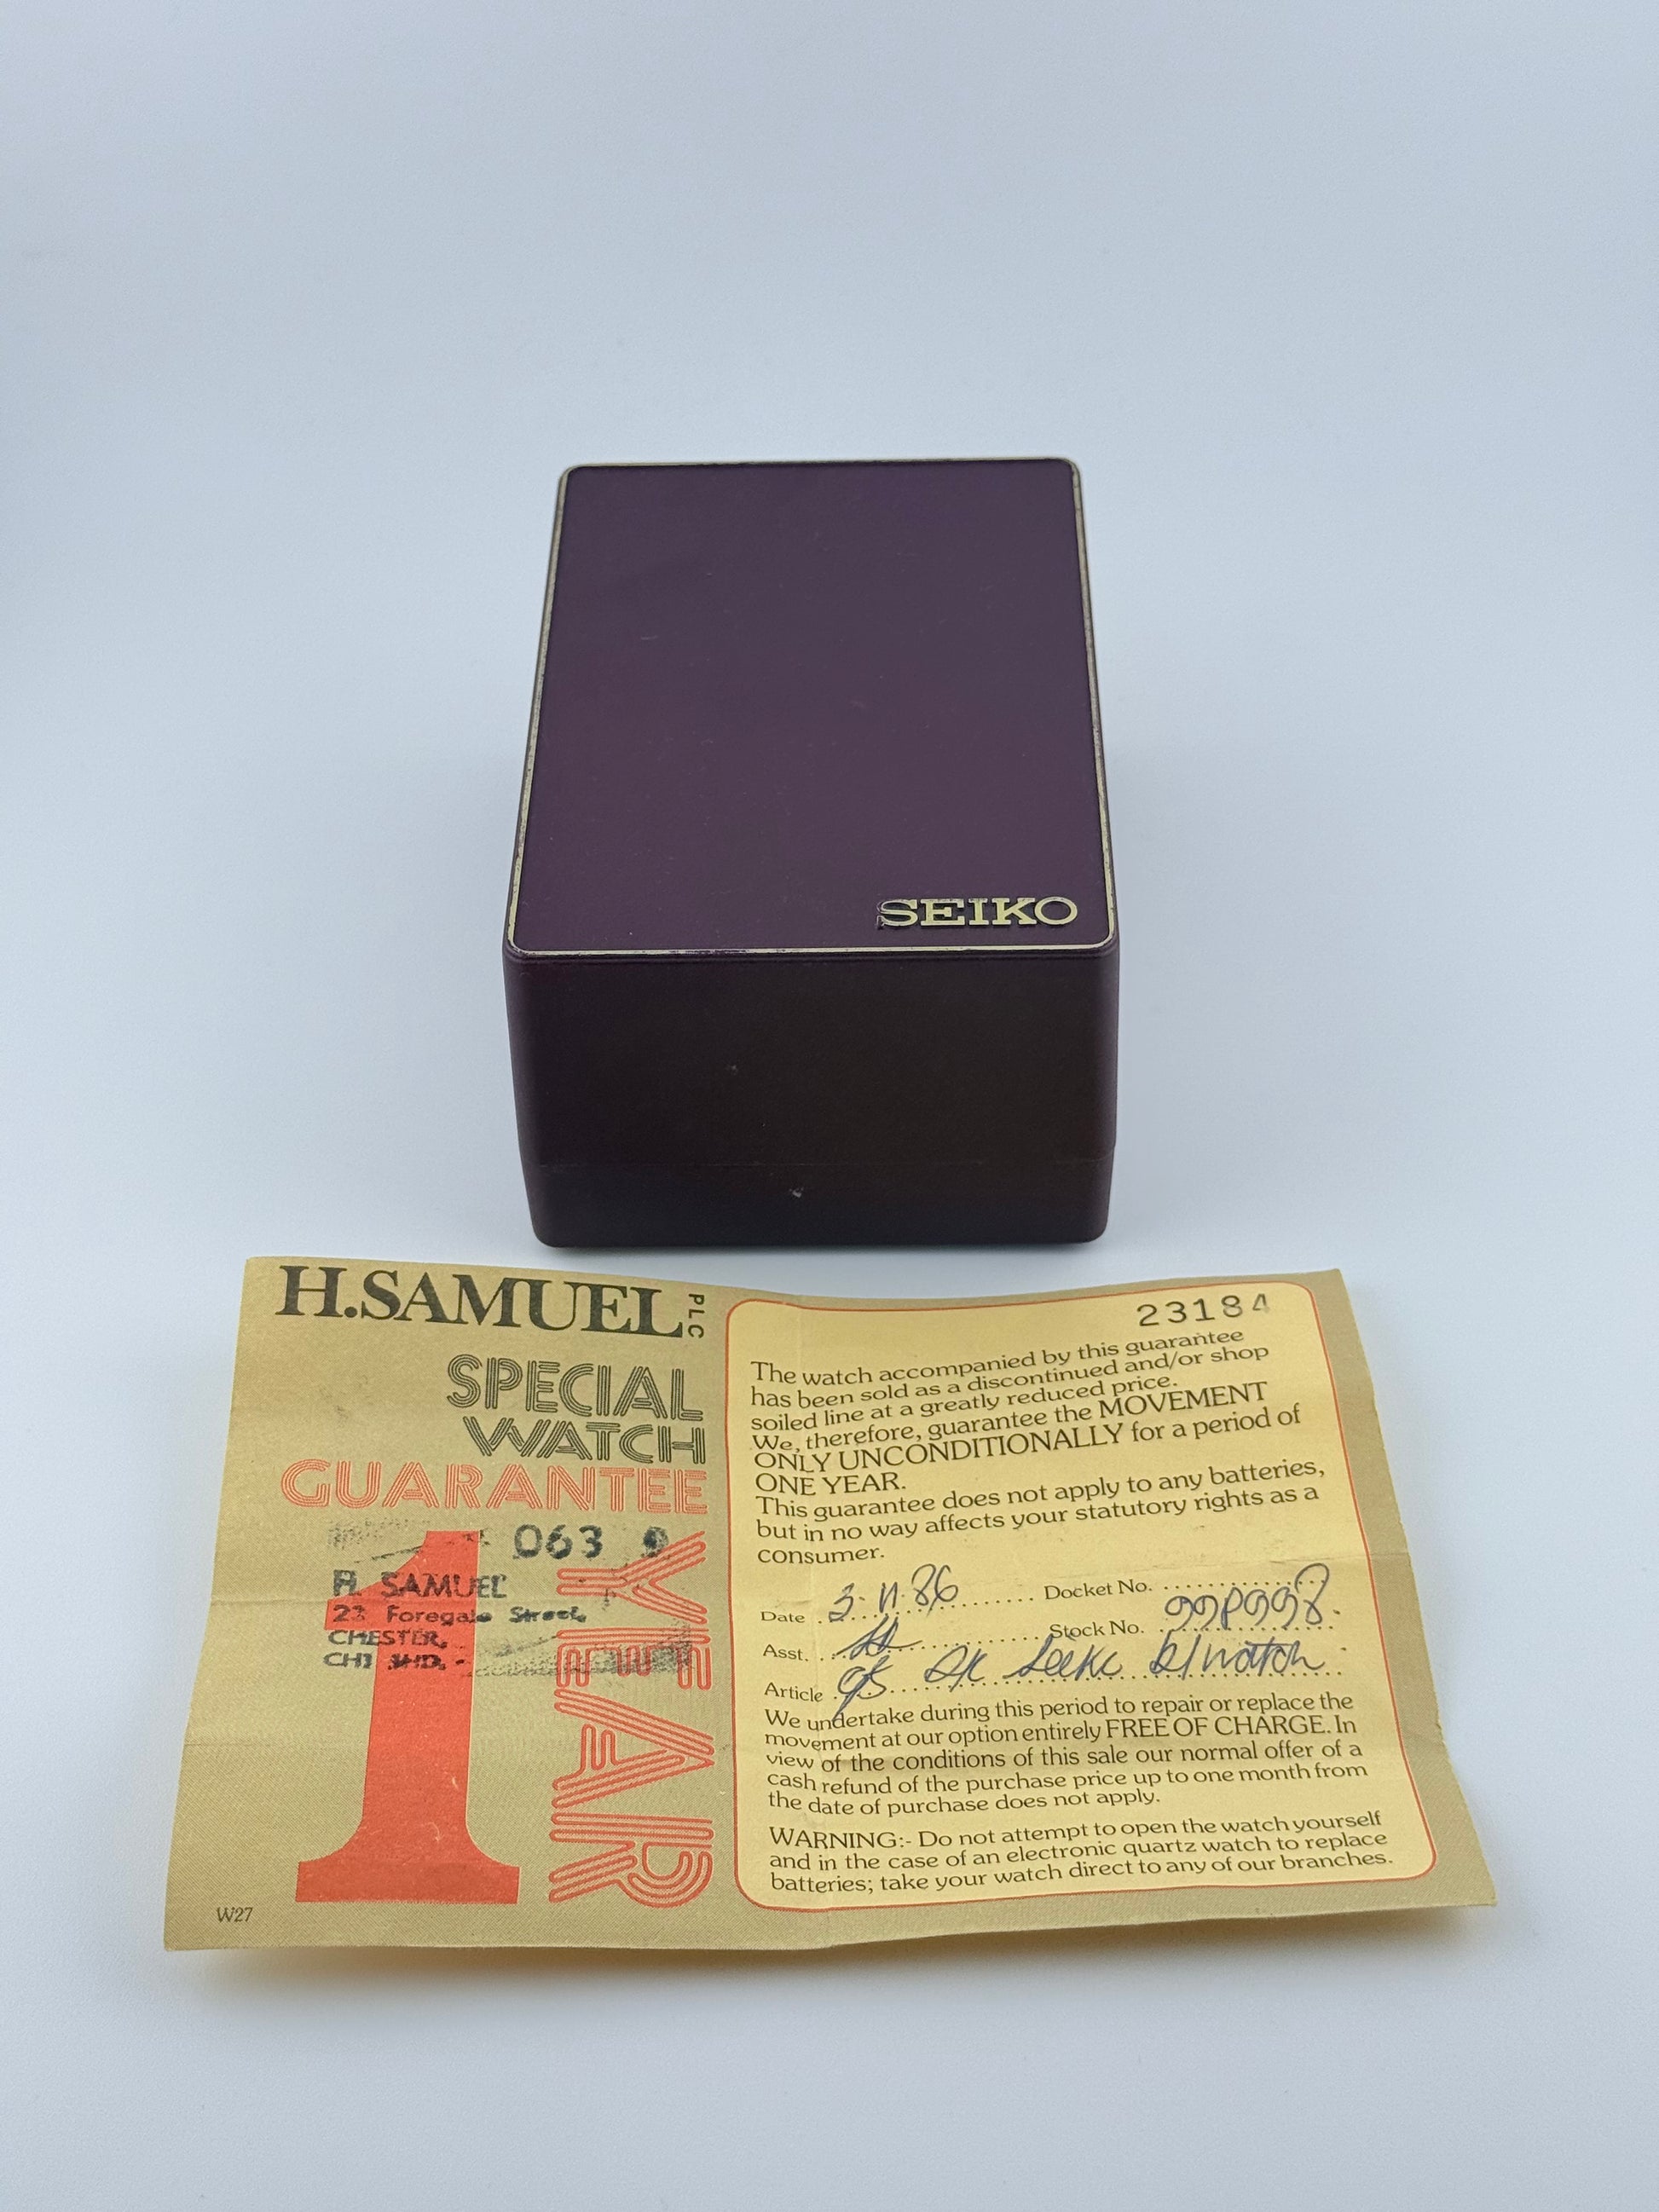 SEIKO
H.SAMUEL PLC
SPECIAL
WATCH
GUARANTEE
1 YEAR
063
H. SAMUEL
Foregate Street,
CHESTER,
CH1
W27
23184
The watch accompanied by this guarantee
has been sold as a discontinued and/or shop
soiled line at a greatly reduced price.
We, therefore, guarantee the MOVEMENT
ONLY UNCONDITIONALLY for a period of
ONE YEAR.
This guarantee does not apply to any batteries,
but in no way affects your statutory rights as a
consumer.
Date 3.11.86 Docket No.
Asst. Stock No.
Article Seiko b/watch
We undertake during this period to repair or replace the
movement at our option entirely FREE OF CHARGE. In
view of the conditions of this sale our normal offer of a
cash refund of the purchase price up to one month from
the date of purchase does not apply.
WARNING:- Do not attempt to open the watch yourself
and in the case of an electronic quartz watch to replace
batteries; take your watch direct to any of our branches.